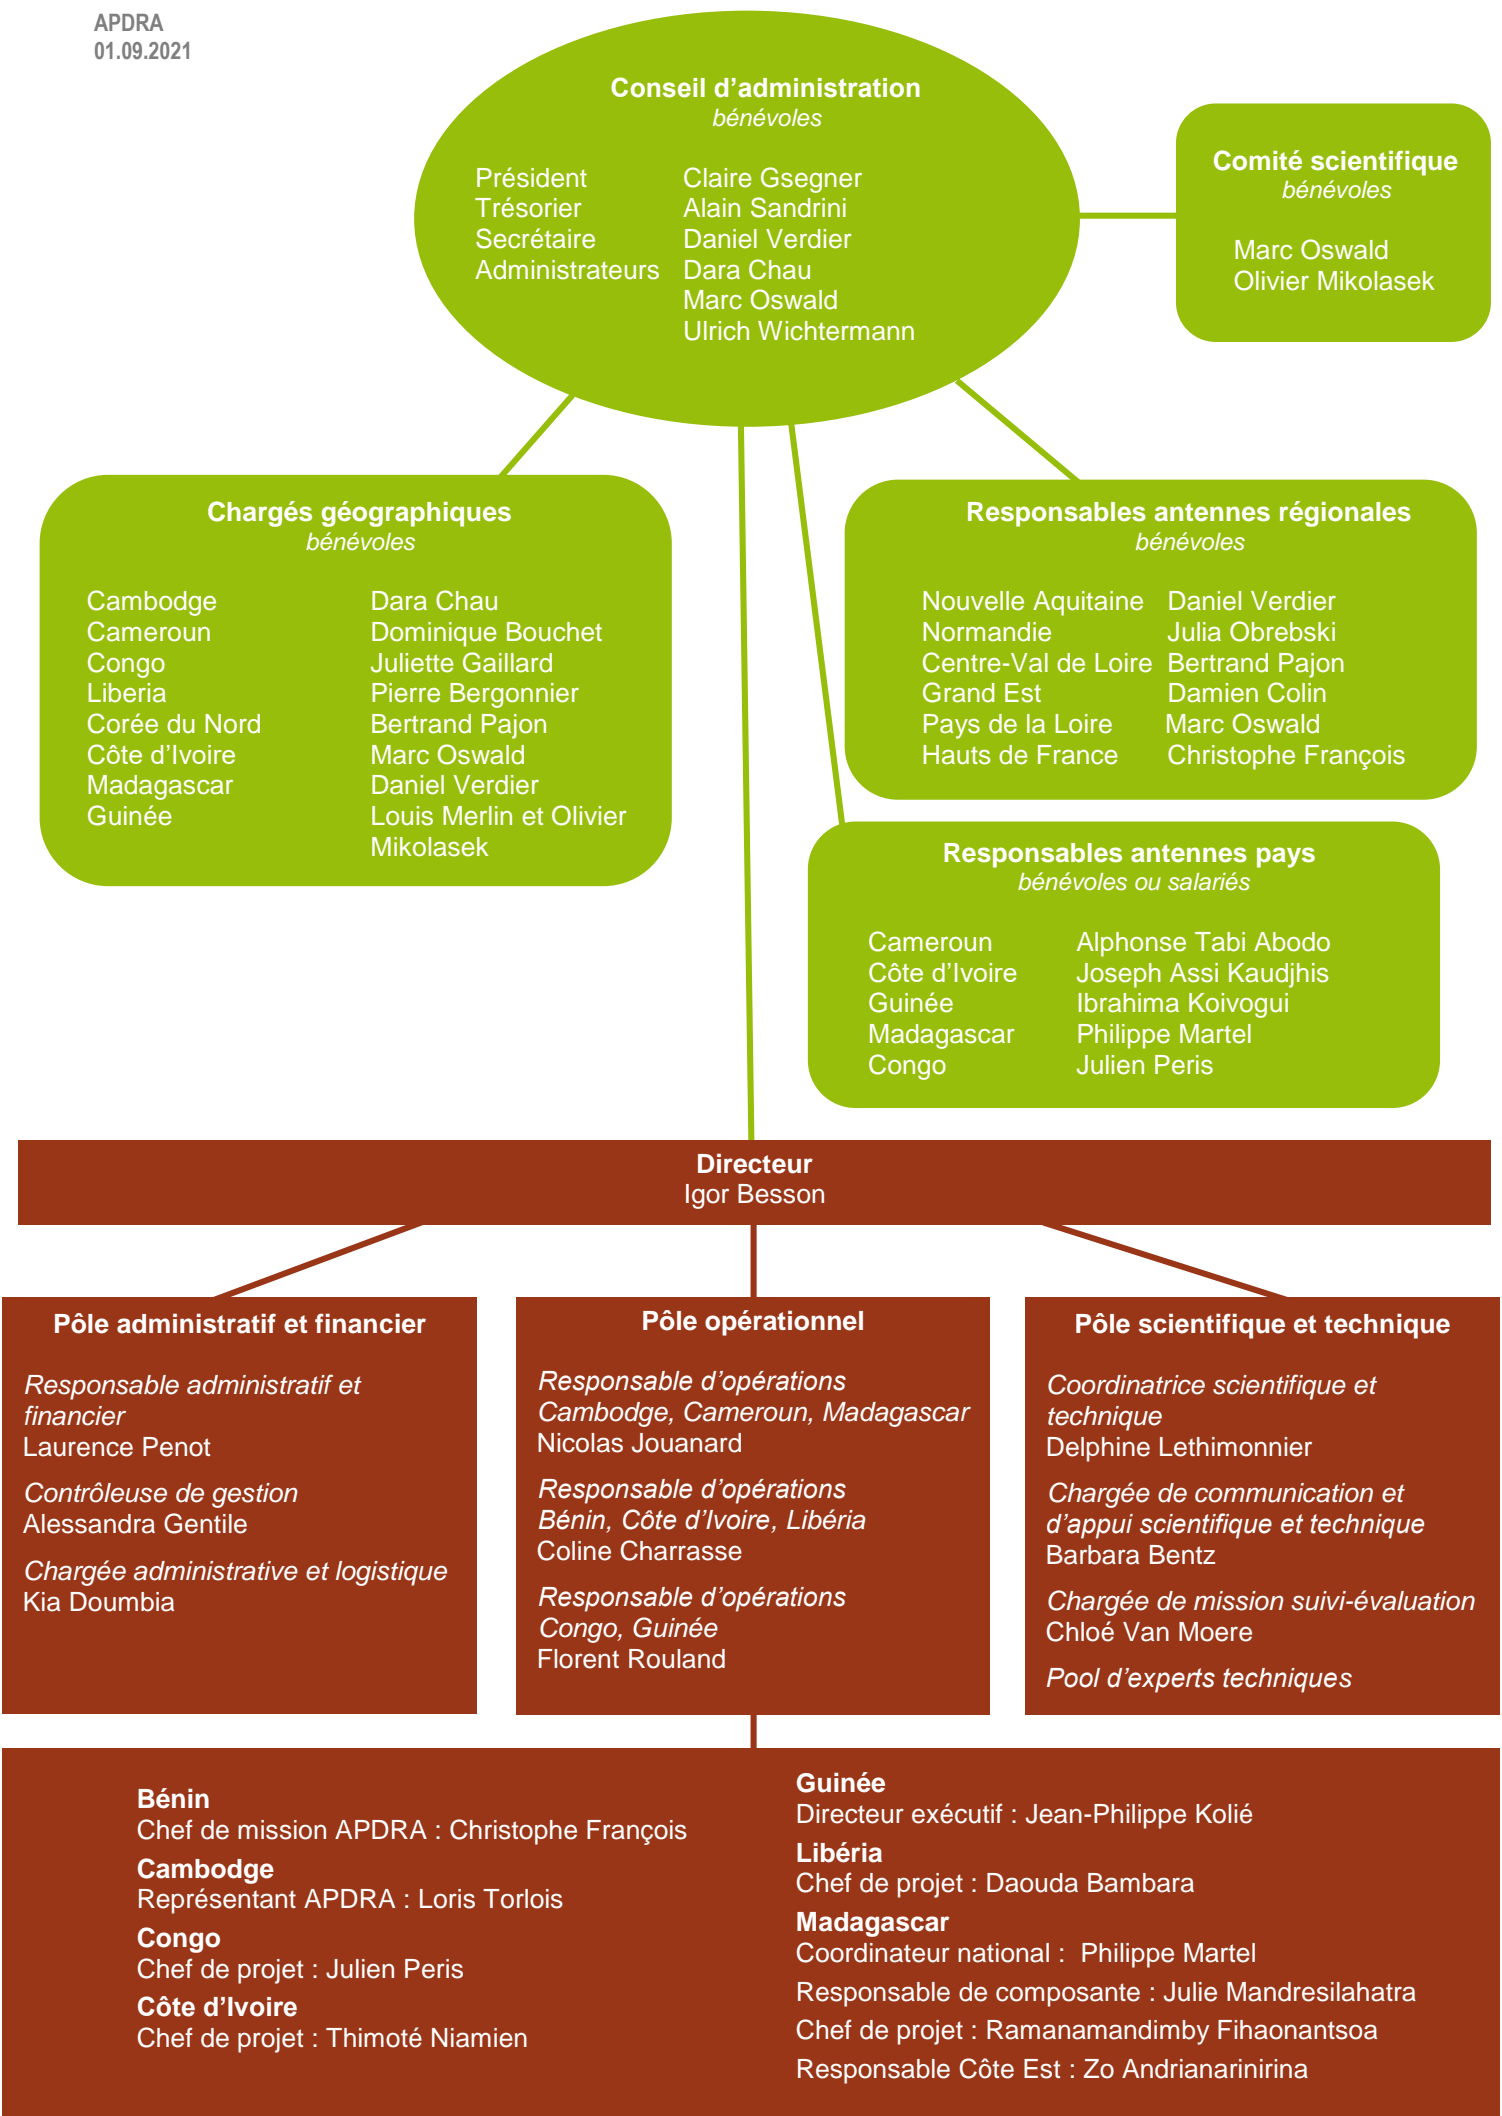 APDRA
01.09.2021
Conseil d’administration
bénévoles
Président Claire Gsegner
Trésorier Alain Sandrini
Secrétaire Daniel Verdier
Administrateurs Dara Chau
Marc Oswald
Ulrich Wichtermann
Comité scientifique
bénévoles
Marc Oswald
Olivier Mikolasek
Chargés géographiques
bénévoles
Cambodge Dara Chau
Cameroun Dominique Bouchet
Congo Juliette Gaillard
Liberia Pierre Bergonnier
Corée du Nord Bertrand Pajon
Côte d’Ivoire Marc Oswald
Madagascar Daniel Verdier
Guinée Louis Merlin et Olivier
Mikolasek
Responsables antennes régionales
bénévoles
Nouvelle Aquitaine Daniel Verdier
Normandie Julia Obrebski
Centre-Val de Loire Bertrand Pajon
Grand Est Damien Colin
Pays de la Loire Marc Oswald
Hauts de France Christophe François
Responsables antennes pays
bénévoles ou salariés
Cameroun Alphonse Tabi Abodo
Côte d’Ivoire Joseph Assi Kaudjhis
Guinée Ibrahima Koivogui
Madagascar Philippe Martel
Congo Julien Peris
Directeur
Igor Besson
Pôle administratif et financier
Responsable administratif et
financier
Laurence Penot
Contrôleuse de gestion
Alessandra Gentile
Chargée administrative et logistique
Kia Doumbia
Pôle opérationnel
Responsable d’opérations
Cambodge, Cameroun, Madagascar
Nicolas Jouanard
Responsable d’opérations
Bénin, Côte d’Ivoire, Libéria
Coline Charrasse
Responsable d’opérations
Congo, Guinée
Florent Rouland
Pôle scientifique et technique
Coordinatrice scientifique et
technique
Delphine Lethimonnier
Chargée de communication et
d’appui scientifique et technique
Barbara Bentz
Chargée de mission suivi-évaluation
Chloé Van Moere
Pool d’experts techniques
Bénin
Chef de mission APDRA : Christophe François
Cambodge
Représentant APDRA : Loris Torlois
Congo
Chef de projet : Julien Peris
Côte d’Ivoire
Chef de projet : Thimoté Niamien
Guinée
Directeur exécutif : Jean-Philippe Kolié
Libéria
Chef de projet : Daouda Bambara
Madagascar
Coordinateur national : Philippe Martel
Responsable de composante : Julie Mandresilahatra
Chef de projet : Ramanamandimby Fihaonantsoa
Responsable Côte Est : Zo Andrianarinirina